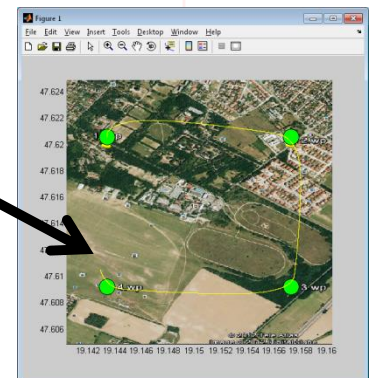 Figure 1
File Edit View Insert Tools Desktop Window Help
47.624
47.622
47.62
47.618
47.616
47.61
47.608
47.606
wp
2 wp
4 wp
3 wp
19.142 19.144 19.146 19.148 19.15 19.152 19.154 19.156 19.158 19.16